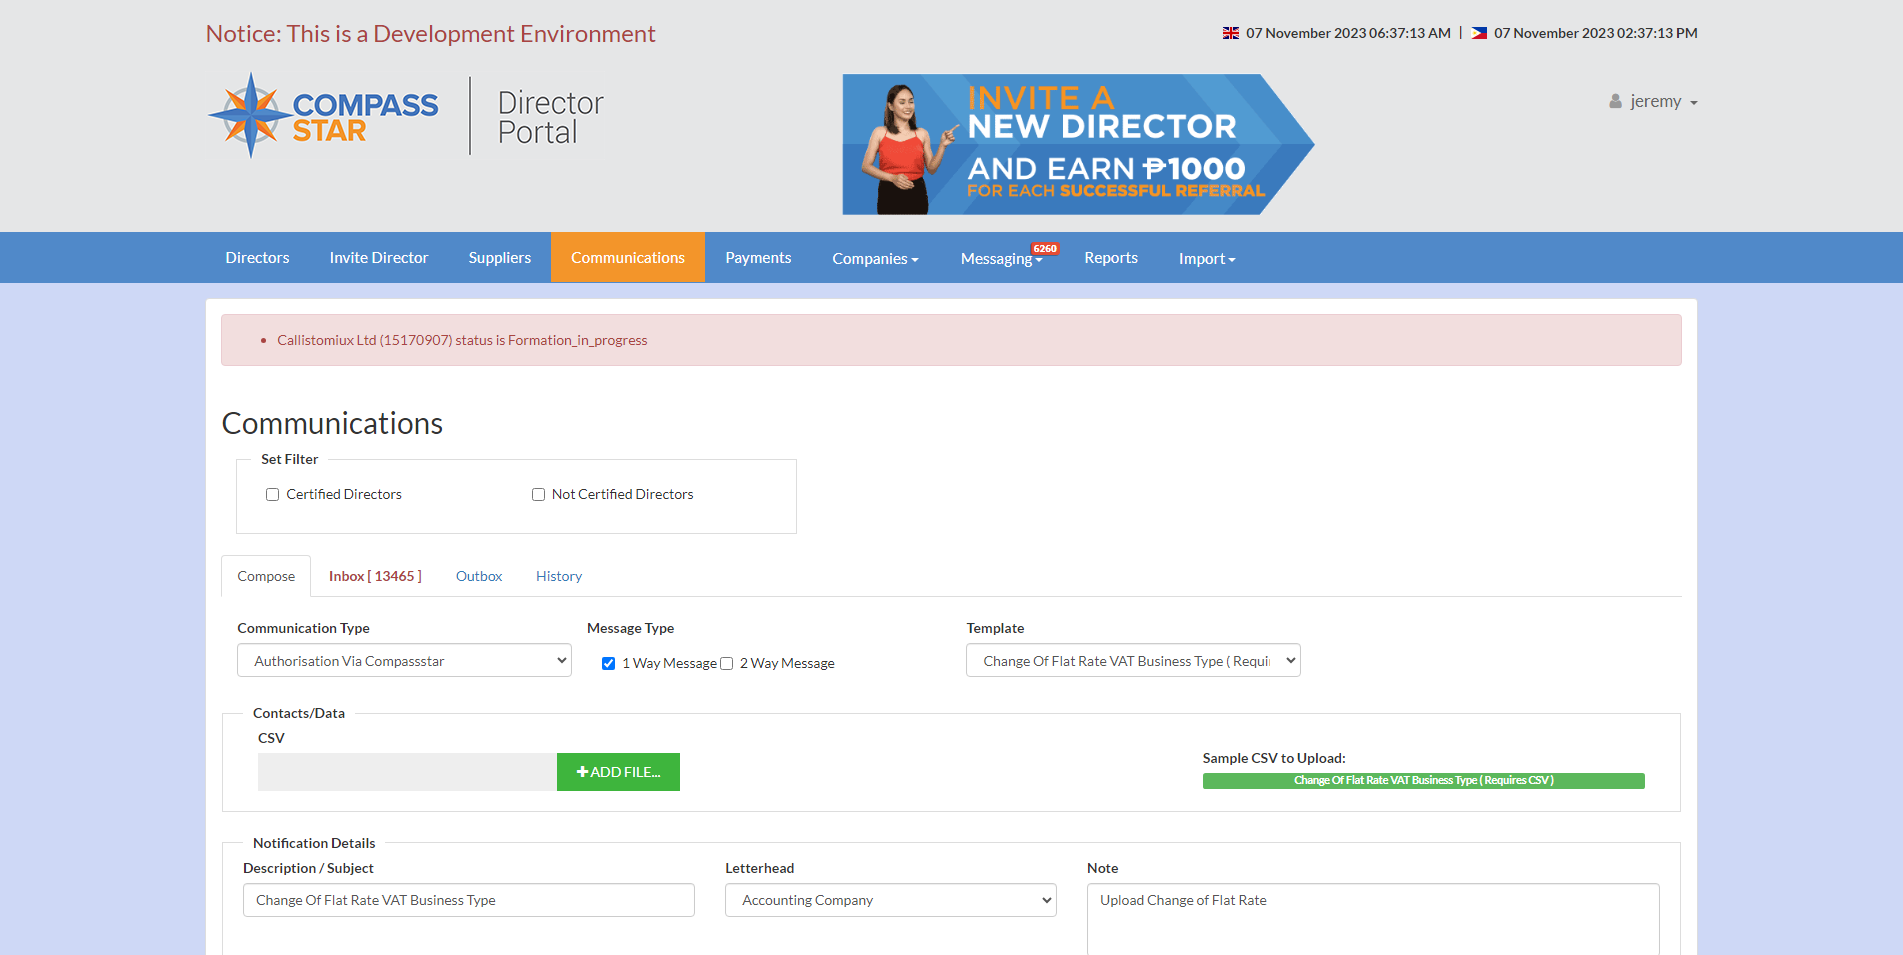 Notice: This is a Development Environment
07 November 2023 06:37:13 AM | 07 November 2023 02:37:13 PM
COMPASS
STAR
Director
Portal
INVITE A
NEW DIRECTOR
AND EARN ₱1000
FOR EACH SUCCESSFUL REFERRAL
jeremy
Directors Invite Director Suppliers Communications Payments Companies Messaging 6260 Reports Import
Callistomiux Ltd (15170907) status is Formation_in_progress
Communications
Set Filter
Certified Directors Not Certified Directors
Compose Inbox [ 13465 ] Outbox History
Communication Type Message Type Template
Authorisation Via Compassstar 1 Way Message 2 Way Message Change Of Flat Rate VAT Business Type ( Requi
Contacts/Data
CSV
ADD FILE...
Sample CSV to Upload:
Change Of Flat Rate VAT Business Type ( Requires CSV )
Notification Details
Description / Subject Letterhead Note
Change Of Flat Rate VAT Business Type Accounting Company Upload Change of Flat Rate